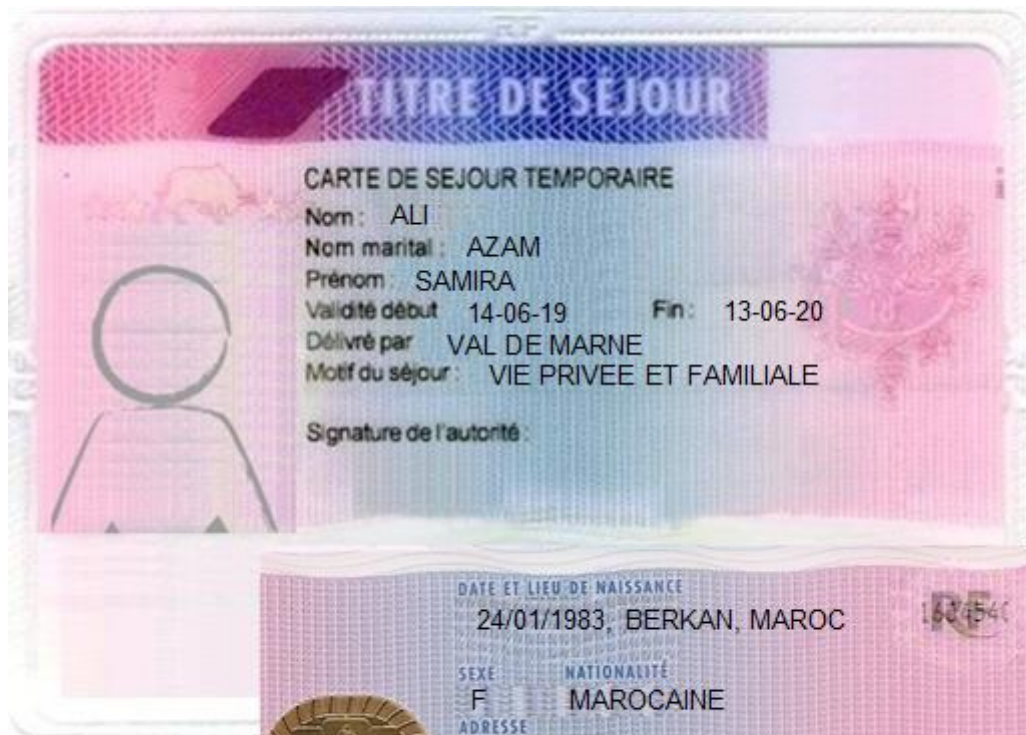 TITRE DE SÉJOUR
CARTE DE SEJOUR TEMPORAIRE
Nom : ALI
Nom marital : AZAM
Prénom : SAMIRA
Validité début 14-06-19 Fin : 13-06-20
Délivré par VAL DE MARNE
Motif du séjour : VIE PRIVEE ET FAMILIALE
Signature de l'autorité :
DATE ET LIEU DE NAISSANCE
24/01/1983, BERKAN, MAROC
RF
SEXE NATIONALITÉ
F MAROCAINE
ADRESSE